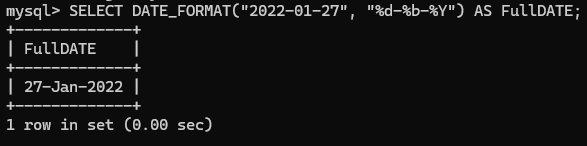 mysql> SELECT DATE_FORMAT("2022-01-27", "%d-%b-%Y") AS FullDATE;
+-------------+
| FullDATE    |
+-------------+
| 27-Jan-2022 |
+-------------+
1 row in set (0.00 sec)